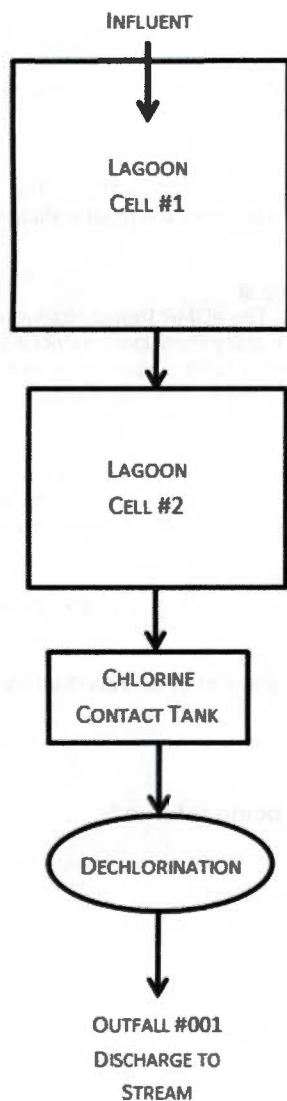 INFLUENT
LAGOON
CELL #1
LAGOON
CELL #2
CHLORINE
CONTACT TANK
DECHLORINATION
OUTFALL #001
DISCHARGE TO
STREAM